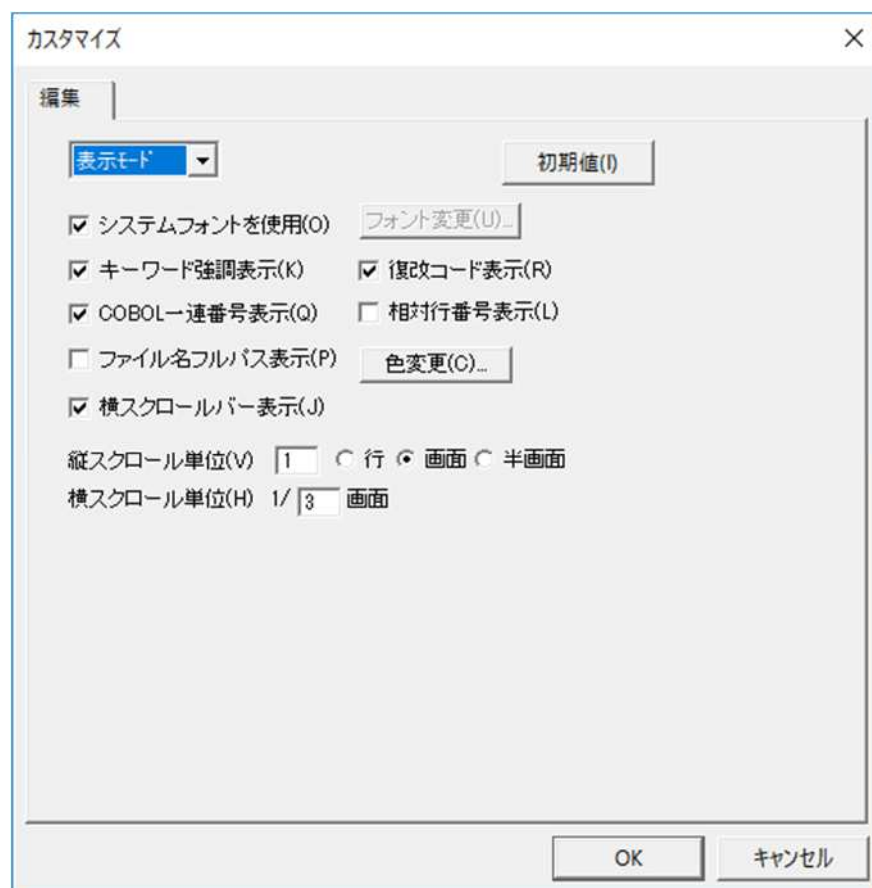 カスタマイズ
編集
表示ﾓｰﾄﾞ 初期値(I)
システムフォントを使用(O) フォント変更(U)...
キーワード強調表示(K) 復改コード表示(R)
COBOL一連番号表示(Q) 相対行番号表示(L)
ファイル名フルパス表示(P) 色変更(C)...
横スクロールバー表示(J)
縦スクロール単位(V) 1 行 画面 半画面
横スクロール単位(H) 1/ 3 画面
OK キャンセル